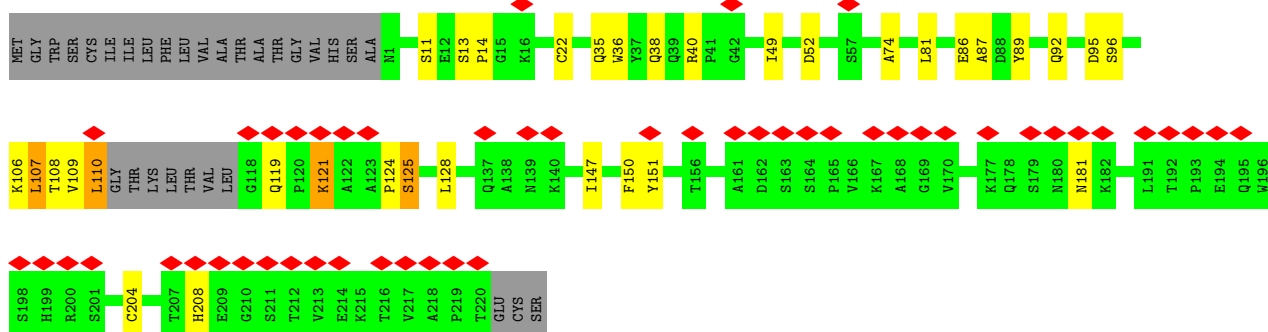 MET GLY TRP SER CYS ILE ILE LEU PHE LEU VAL ALA THR ALA THR GLY VAL HIS SER ALA N1 S11 E12 S13 P14 G15 K16 C22 Q35 W36 Y37 Q38 Q39 R40 P41 G42 I49 D52 S57 A74 L81 E86 A87 D88 Y89 Q92 D95 S96
K106 L107 T108 V109 L110 GLY THR LYS LEU THR VAL LEU G118 Q119 P120 K121 A122 A123 P124 S125 L128 Q137 A138 N139 K140 I147 F150 Y151 T156 A161 D162 S163 S164 P165 V166 K167 A168 G169 V170 K177 Q178 S179 N180 N181 K182 L191 T192 P193 E194 Q195 W196
S198 H199 R200 S201 C204 T207 H208 E209 G210 S211 T212 V213 E214 K215 T216 V217 A218 P219 T220 GLU CYS SER